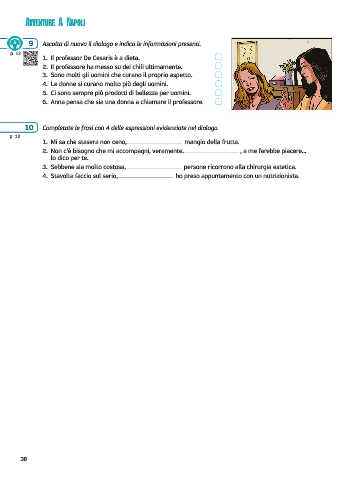 AVVENTURE A NAPOLI
9 Ascolta di nuovo il dialogo e indica le informazioni presenti.
p 12
1. Il professor De Cesaris è a dieta.
2. Il professore ha messo su dei chili ultimamente.
3. Sono molti gli uomini che curano il proprio aspetto.
4. Le donne si curano molto più degli uomini.
5. Ci sono sempre più prodotti di bellezza per uomini.
6. Anna pensa che sia una donna a chiamare il professore.
10 Completate le frasi con 4 delle espressioni evidenziate nel dialogo.
p 12
1. Mi sa che stasera non ceno, mangio della frutta.
2. Non c'è bisogno che mi accompagni, veramente. , a me farebbe piacere...
lo dico per te.
3. Sebbene sia molto costosa, persone ricorrono alla chirurgia estetica.
4. Stavolta faccio sul serio, ho preso appuntamento con un nutrizionista.
38